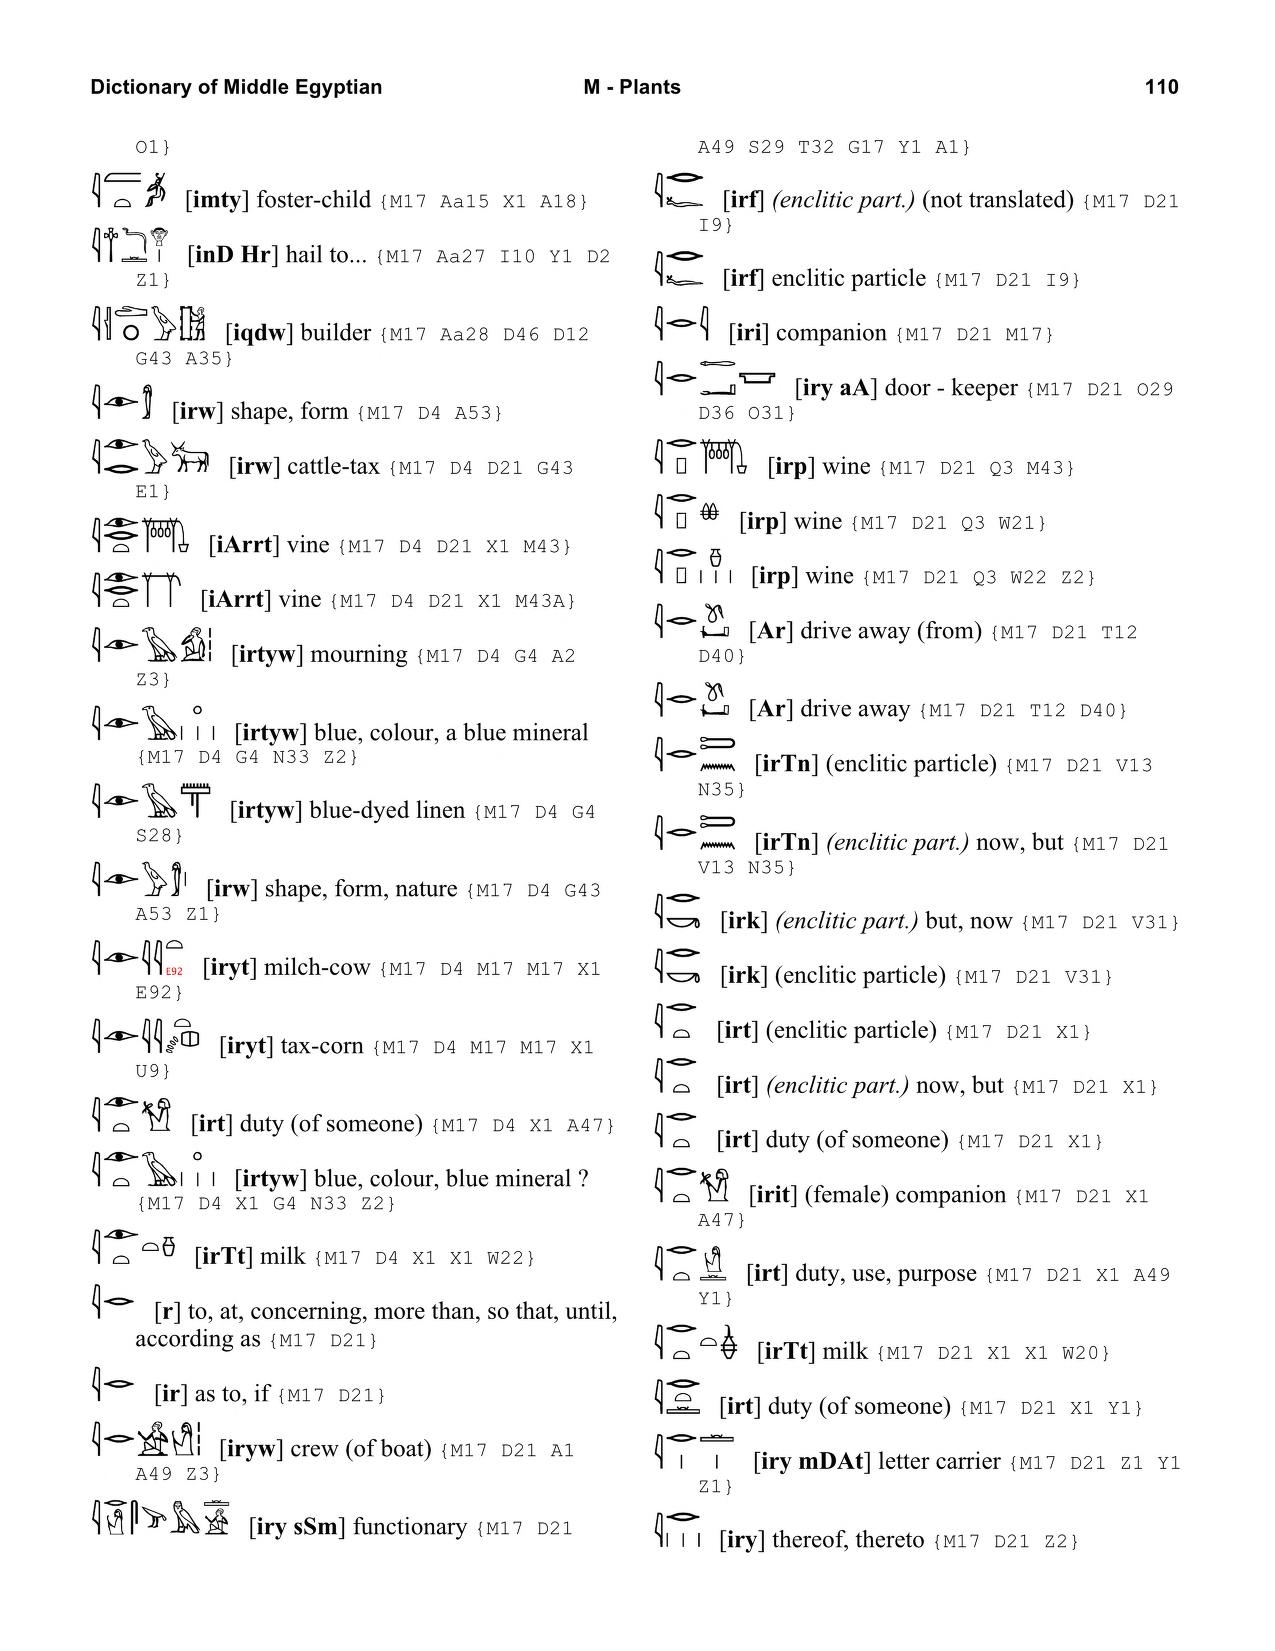 Dictionary of Middle Egyptian M - Plants 110
O1}
[imty] foster-child {M17 Aa15 X1 A18}
[inD Hr] hail to... {M17 Aa27 I10 Y1 D2
Z1}
[iqdw] builder {M17 Aa28 D46 D12
G43 A35}
[irw] shape, form {M17 D4 A53}
[irw] cattle-tax {M17 D4 D21 G43
E1}
[iArrt] vine {M17 D4 D21 X1 M43}
[iArrt] vine {M17 D4 D21 X1 M43A}
[irtyw] mourning {M17 D4 G4 A2
Z3}
[irtyw] blue, colour, a blue mineral
{M17 D4 G4 N33 Z2}
[irtyw] blue-dyed linen {M17 D4 G4
S28}
[irw] shape, form, nature {M17 D4 G43
A53 Z1}
E92 [iryt] milch-cow {M17 D4 M17 M17 X1
E92}
[iryt] tax-corn {M17 D4 M17 M17 X1
U9}
[irt] duty (of someone) {M17 D4 X1 A47}
[irtyw] blue, colour, blue mineral ?
{M17 D4 X1 G4 N33 Z2}
[irTt] milk {M17 D4 X1 X1 W22}
[r] to, at, concerning, more than, so that, until,
according as {M17 D21}
[ir] as to, if {M17 D21}
[iryw] crew (of boat) {M17 D21 A1
A49 Z3}
[iry sSm] functionary {M17 D21
A49 S29 T32 G17 Y1 A1}
[irf] (enclitic part.) (not translated) {M17 D21
I9}
[irf] enclitic particle {M17 D21 I9}
[iri] companion {M17 D21 M17}
[iry aA] door - keeper {M17 D21 O29
D36 O31}
[irp] wine {M17 D21 Q3 M43}
[irp] wine {M17 D21 Q3 W21}
[irp] wine {M17 D21 Q3 W22 Z2}
[Ar] drive away (from) {M17 D21 T12
D40}
[Ar] drive away {M17 D21 T12 D40}
[irTn] (enclitic particle) {M17 D21 V13
N35}
[irTn] (enclitic part.) now, but {M17 D21
V13 N35}
[irk] (enclitic part.) but, now {M17 D21 V31}
[irk] (enclitic particle) {M17 D21 V31}
[irt] (enclitic particle) {M17 D21 X1}
[irt] (enclitic part.) now, but {M17 D21 X1}
[irt] duty (of someone) {M17 D21 X1}
[irit] (female) companion {M17 D21 X1
A47}
[irt] duty, use, purpose {M17 D21 X1 A49
Y1}
[irTt] milk {M17 D21 X1 X1 W20}
[irt] duty (of someone) {M17 D21 X1 Y1}
[iry mDAt] letter carrier {M17 D21 Z1 Y1
Z1}
[iry] thereof, thereto {M17 D21 Z2}